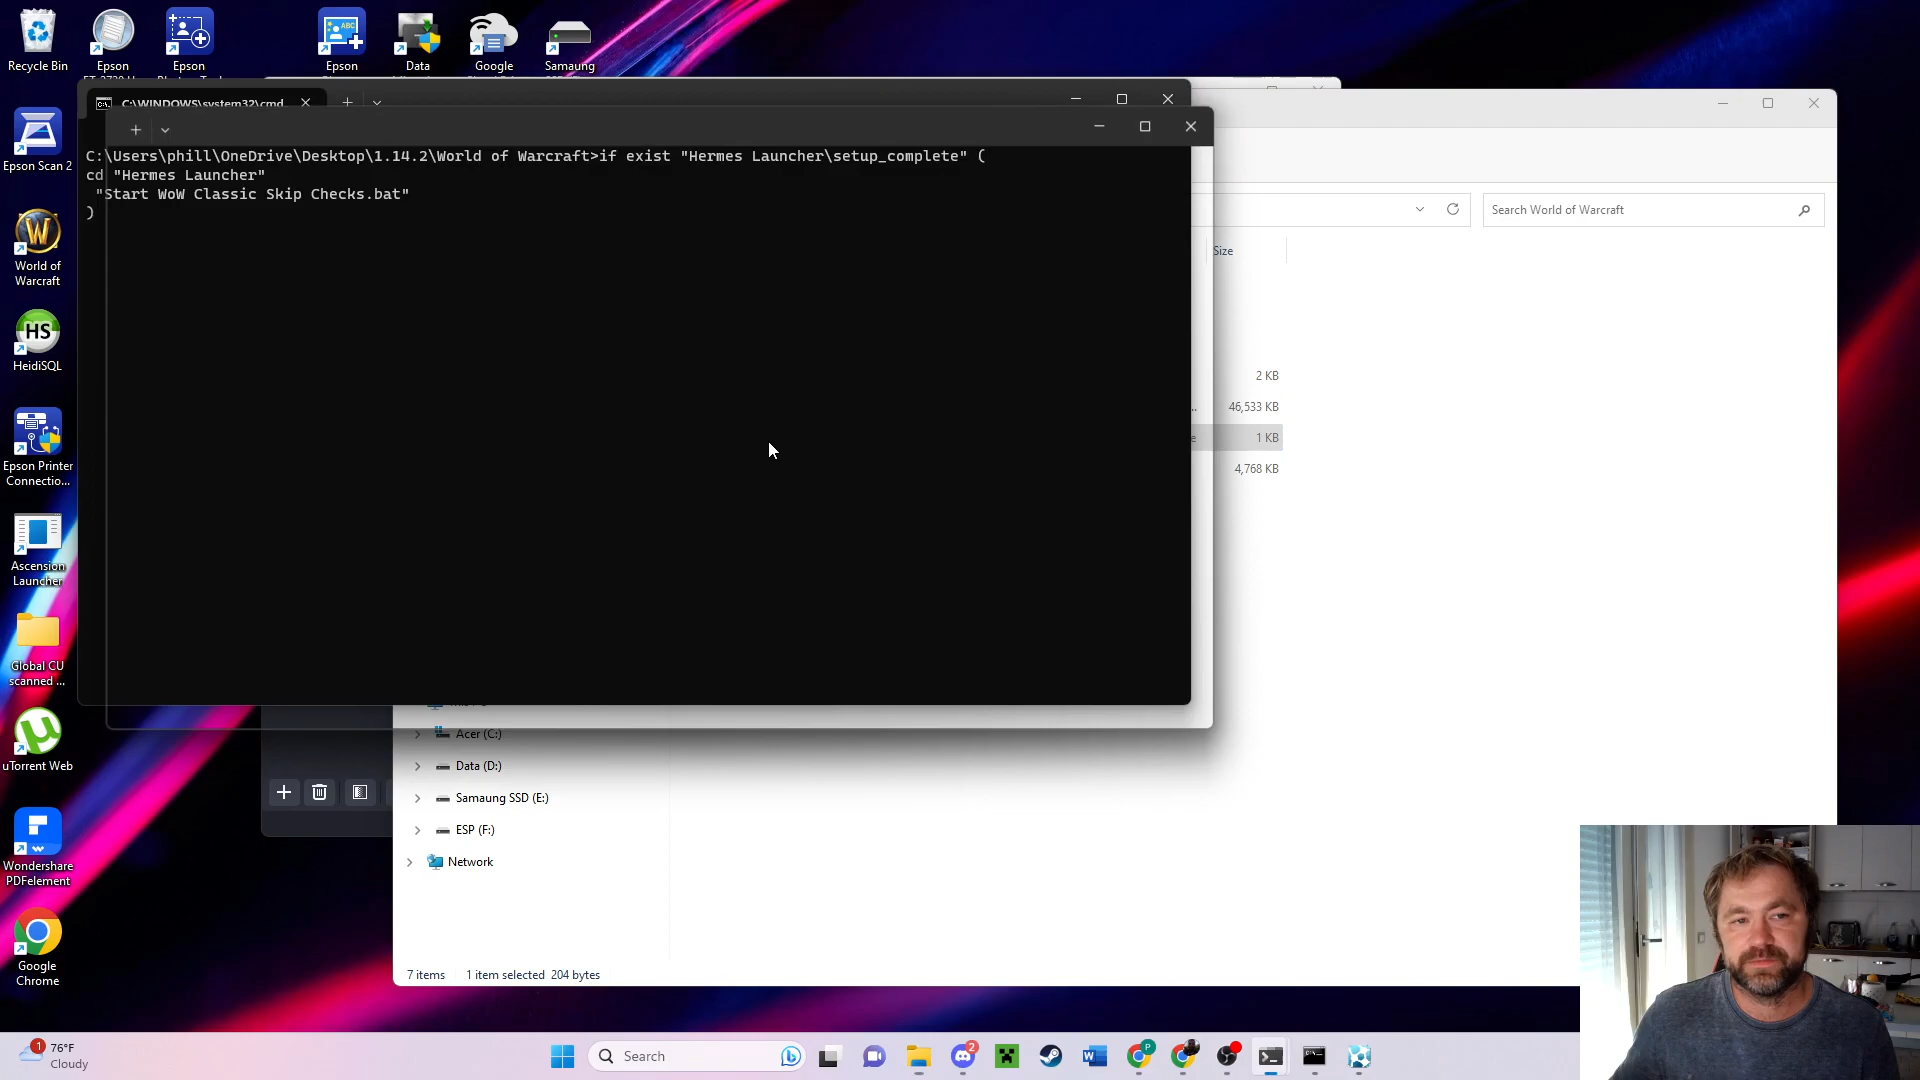 Recycle Bin
Epson
Epson
Epson
Data
Google
Samaung
C:\WINDOWS\system32\cmd.
C:\Users\phill\OneDrive\Desktop\1.14.2\World of Warcraft>if exist "Hermes Launcher\setup_complete" (
cd "Hermes Launcher"
"Start WoW Classic Skip Checks.bat"
)
Search World of Warcraft
Size
2 KB
46,533 KB
1 KB
4,768 KB
Epson Scan 2
World of
Warcraft
HS
HeidiSQL
Epson Printer
Connectio...
Ascension
Launcher
Global CU
scanned ...
uTorrent Web
Wondershare
PDFelement
Google
Chrome
Acer (C:)
Data (D:)
Samaung SSD (E:)
ESP (F:)
Network
7 items
1 item selected 204 bytes
1
76°F
Cloudy
Search
2
P